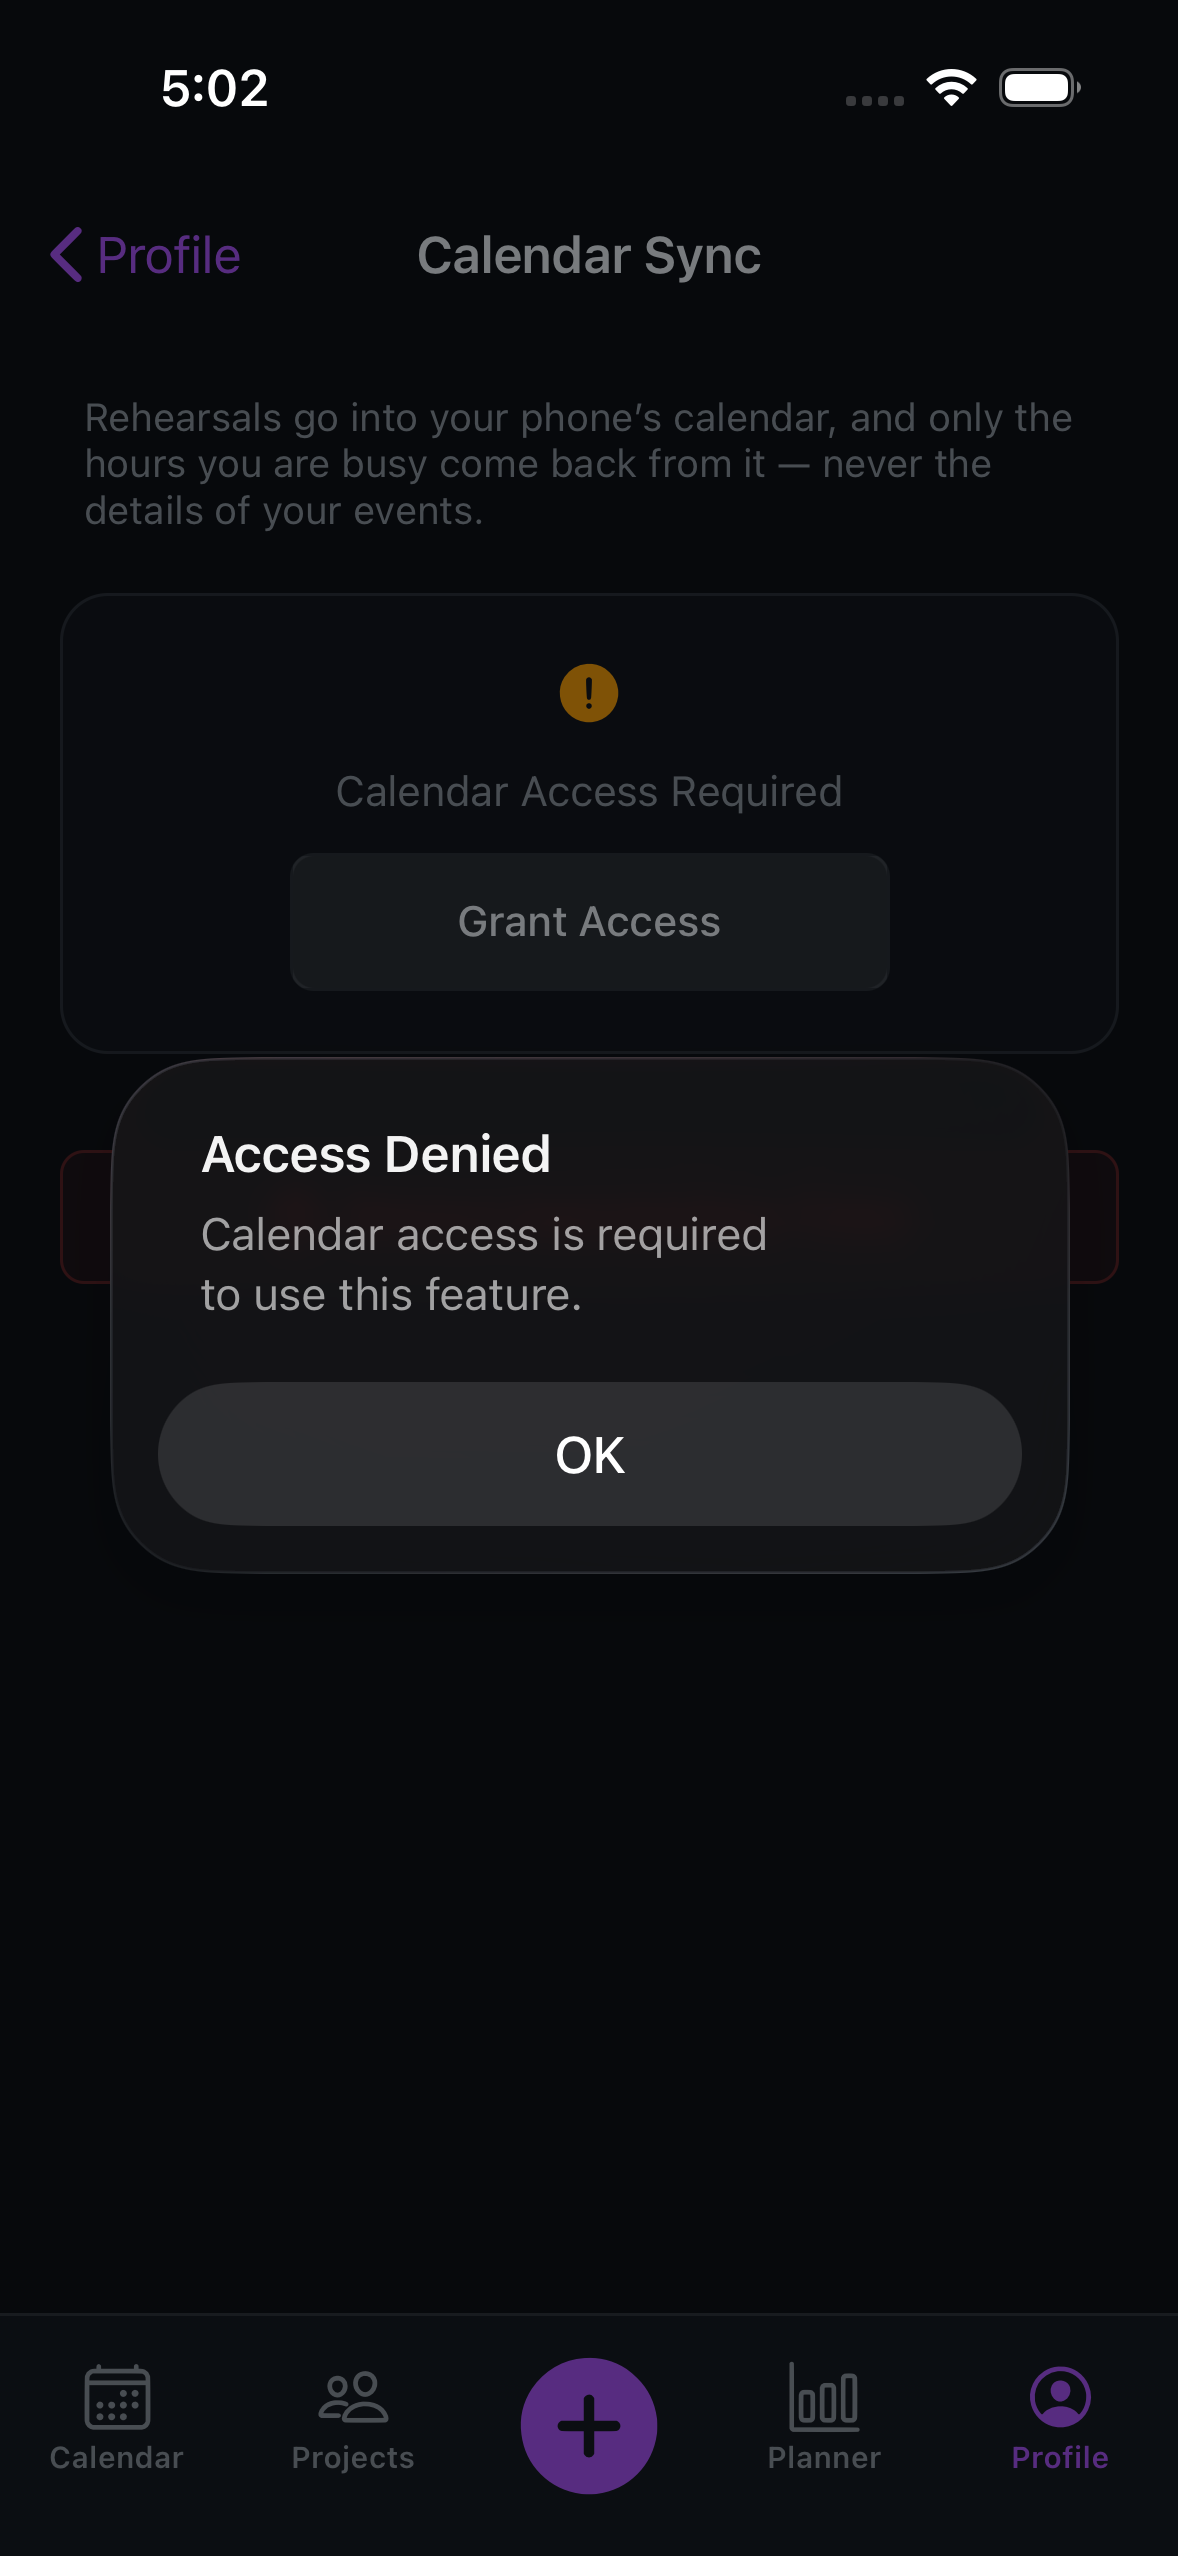 5:02
Profile
Calendar Sync
Rehearsals go into your phone’s calendar, and only the
hours you are busy come back from it — never the
details of your events.
Calendar Access Required
Grant Access
Access Denied
Calendar access is required
to use this feature.
OK
Calendar
Projects
Planner
Profile